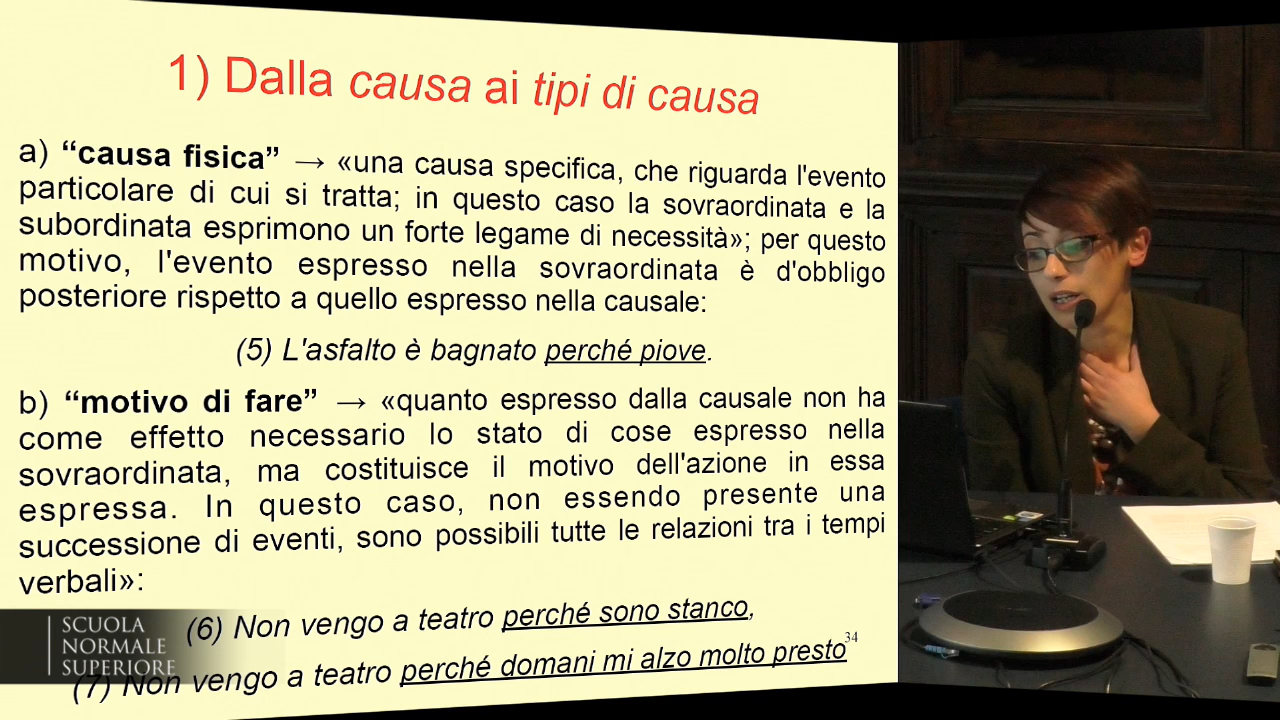 1) Dalla causa ai tipi di causa
a) “causa fisica” → «una causa specifica, che riguarda l'evento
particolare di cui si tratta; in questo caso la sovraordinata e la
subordinata esprimono un forte legame di necessità»; per questo
motivo, l'evento espresso nella sovraordinata è d'obbligo
posteriore rispetto a quello espresso nella causale:
(5) L'asfalto è bagnato perché piove.
b) “motivo di fare” → «quanto espresso dalla causale non ha
come effetto necessario lo stato di cose espresso nella
sovraordinata, ma costituisce il motivo dell'azione in essa
espressa. In questo caso, non essendo presente una
successione di eventi, sono possibili tutte le relazioni tra i tempi
verbali»:
(6) Non vengo a teatro perché sono stanco,
(7) Non vengo a teatro perché domani mi alzo molto presto
34
SCUOLA
NORMALE
SUPERIORE